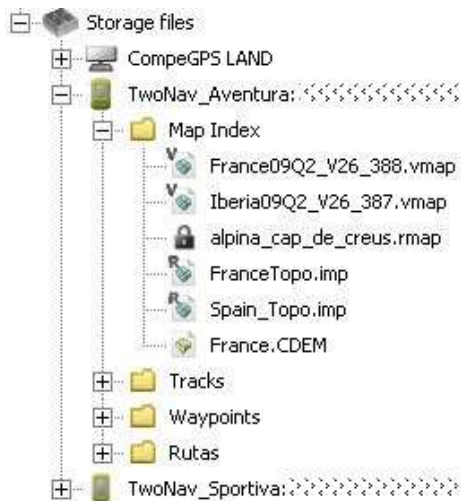 Storage files
CompeGPS LAND
TwoNav_Aventura:
Map Index
France09Q2_V26_388.vmap
Iberia09Q2_V26_387.vmap
alpina_cap_de_creus.rmap
FranceTopo.imp
Spain_Topo.imp
France.CDEM
Tracks
Waypoints
Rutas
TwoNav_Sportiva: